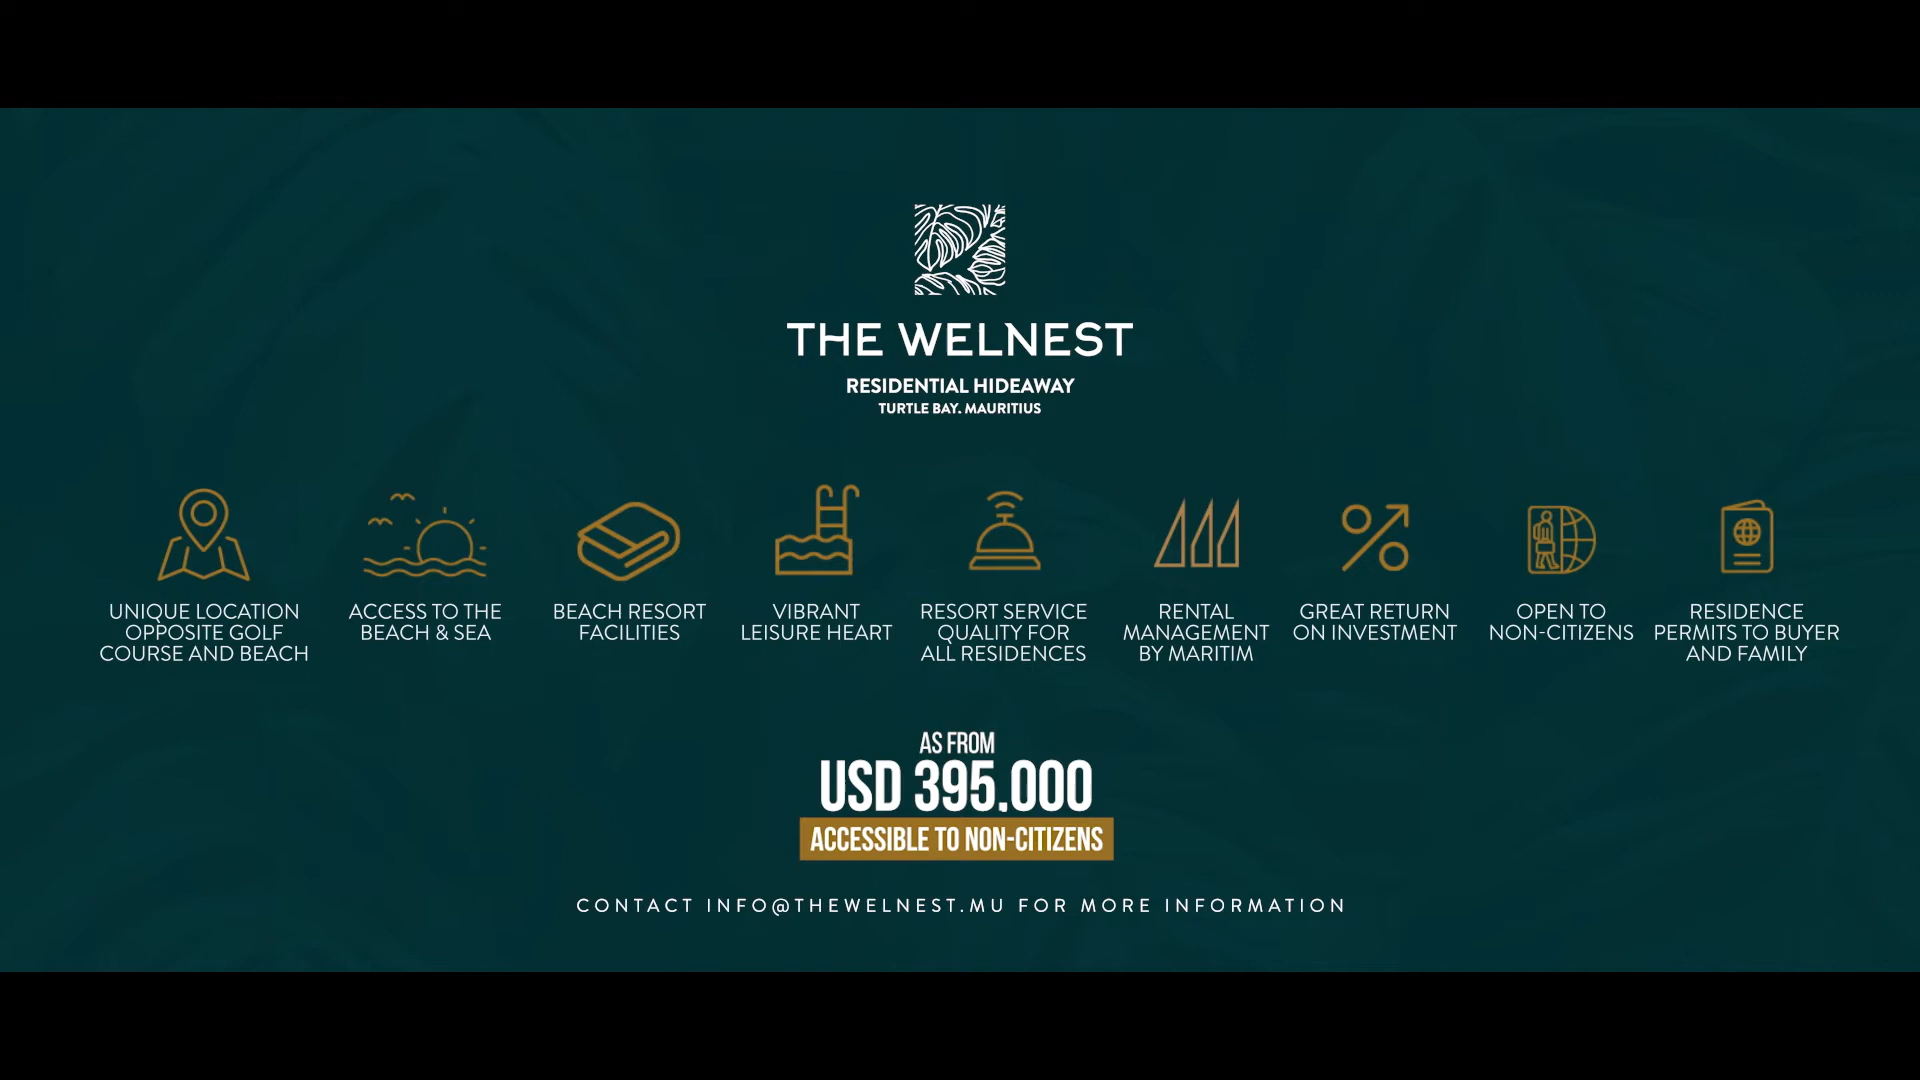 THE WELNEST
RESIDENTIAL HIDEAWAY
TURTLE BAY. MAURITIUS
UNIQUE LOCATION
OPPOSITE GOLF
COURSE AND BEACH
ACCESS TO THE
BEACH & SEA
BEACH RESORT
FACILITIES
VIBRANT
LEISURE HEART
RESORT SERVICE
QUALITY FOR
ALL RESIDENCES
RENTAL
MANAGEMENT
BY MARITIM
GREAT RETURN
ON INVESTMENT
OPEN TO
NON-CITIZENS
RESIDENCE
PERMITS TO BUYER
AND FAMILY
AS FROM
USD 395.000
ACCESSIBLE TO NON-CITIZENS
CONTACT INFO@THEWELNEST.MU FOR MORE INFORMATION